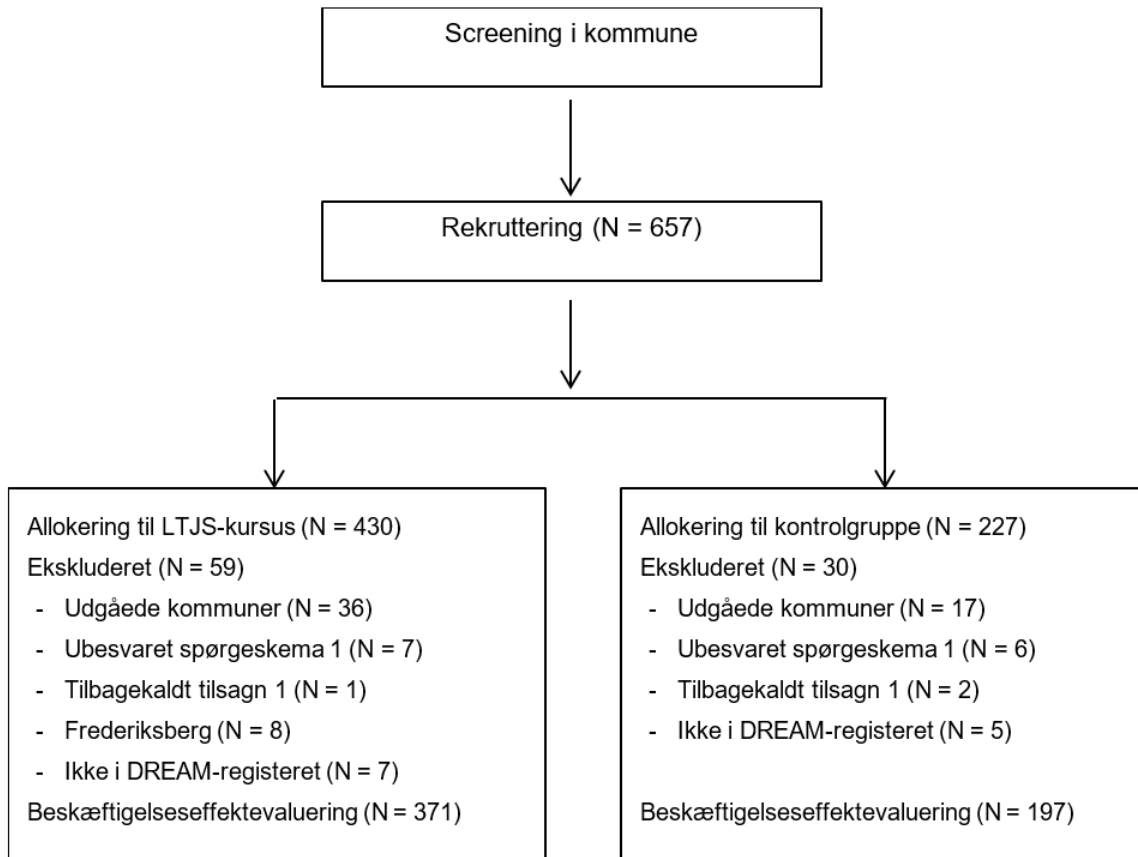 Screening i kommune
Rekruttering (N = 657)
Allokering til LTJS-kursus (N = 430)
Ekskluderet (N = 59)
- Udgåede kommuner (N = 36)
- Ubesvaret spørgeskema 1 (N = 7)
- Tilbagekaldt tilsagn 1 (N = 1)
- Frederiksberg (N = 8)
- Ikke i DREAM-registeret (N = 7)
Beskæftigelseseffektevaluering (N = 371)
Allokering til kontrolgruppe (N = 227)
Ekskluderet (N = 30)
- Udgåede kommuner (N = 17)
- Ubesvaret spørgeskema 1 (N = 6)
- Tilbagekaldt tilsagn 1 (N = 2)
- Ikke i DREAM-registeret (N = 5)
Beskæftigelseseffektevaluering (N = 197)